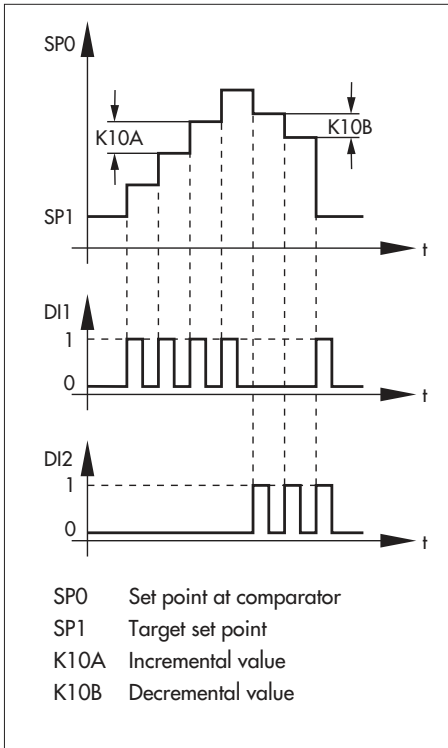 SP0
K10A
K10B
SP1
t
DI1
1
0
t
DI2
1
0
t
SP0 Set point at comparator
SP1 Target set point
K10A Incremental value
K10B Decremental value